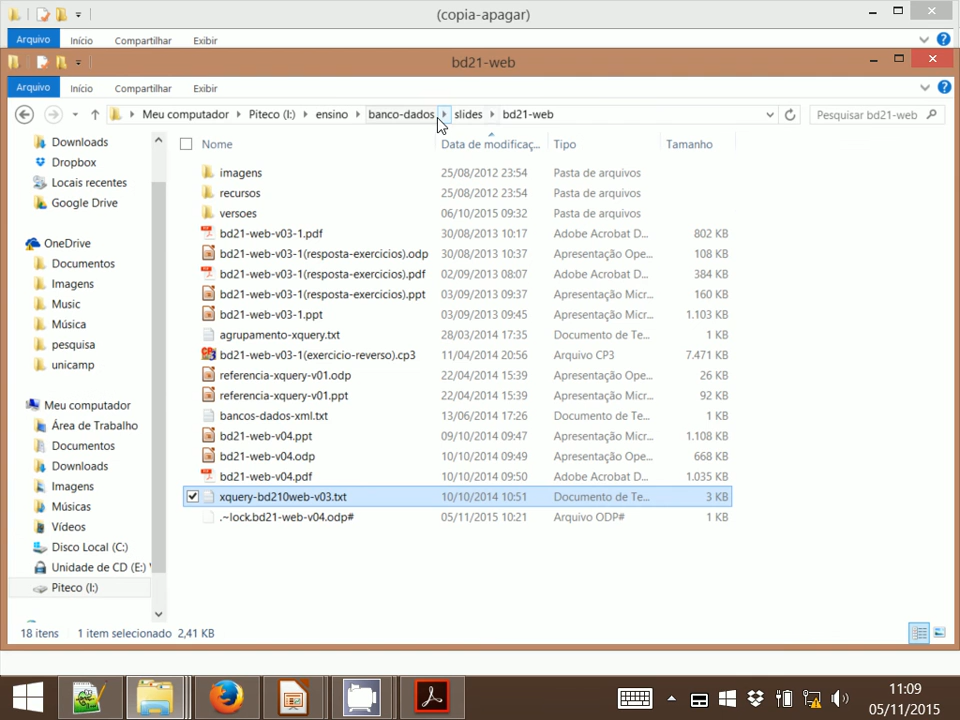 (copia-apagar)
Arquivo Início Compartilhar Exibir
bd21-web
Arquivo Início Compartilhar Exibir
Meu computador Piteco (I:) ensino banco-dados slides bd21-web Pesquisar bd21-web
Nome Data de modificaç... Tipo Tamanho
Downloads
Dropbox
Locais recentes
Google Drive
OneDrive
Documentos
Imagens
Music
Música
pesquisa
unicamp
Meu computador
Área de Trabalho
Documentos
Downloads
Imagens
Músicas
Vídeos
Disco Local (C:)
Unidade de CD (E:)
Piteco (I:)
imagens 25/08/2012 23:54 Pasta de arquivos
recursos 25/08/2012 23:54 Pasta de arquivos
versoes 06/10/2015 09:32 Pasta de arquivos
bd21-web-v03-1.pdf 30/08/2013 10:17 Adobe Acrobat D... 802 KB
bd21-web-v03-1(resposta-exercicios).odp 30/08/2013 10:37 Apresentação Ope... 108 KB
bd21-web-v03-1(resposta-exercicios).pdf 02/09/2013 08:07 Adobe Acrobat D... 384 KB
bd21-web-v03-1(resposta-exercicios).ppt 03/09/2013 09:37 Apresentação Micr... 160 KB
bd21-web-v03-1.ppt 03/09/2013 09:45 Apresentação Micr... 1.103 KB
agrupamento-xquery.txt 28/03/2014 17:35 Documento de Te... 1 KB
bd21-web-v03-1(exercicio-reverso).cp3 11/04/2014 20:56 Arquivo CP3 7.471 KB
referencia-xquery-v01.odp 22/04/2014 15:39 Apresentação Ope... 26 KB
referencia-xquery-v01.ppt 22/04/2014 15:39 Apresentação Micr... 92 KB
bancos-dados-xml.txt 13/06/2014 17:26 Documento de Te... 1 KB
bd21-web-v04.ppt 09/10/2014 09:47 Apresentação Micr... 1.108 KB
bd21-web-v04.odp 10/10/2014 09:49 Apresentação Ope... 668 KB
bd21-web-v04.pdf 10/10/2014 09:50 Adobe Acrobat D... 1.035 KB
xquery-bd210web-v03.txt 10/10/2014 10:51 Documento de Te... 3 KB
.~lock.bd21-web-v04.odp# 05/11/2015 10:21 Arquivo ODP# 1 KB
18 itens 1 item selecionado 2,41 KB
11:09
05/11/2015